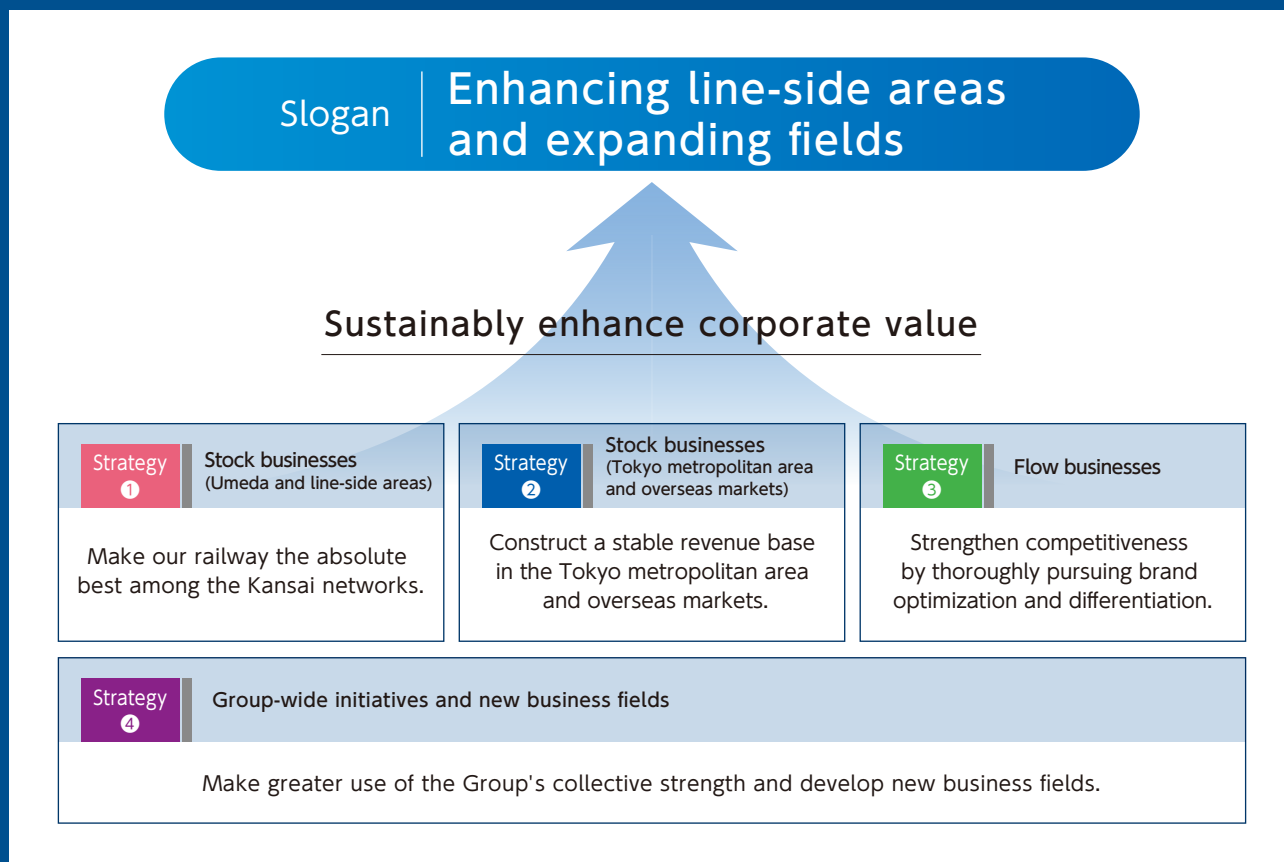 Slogan
Enhancing line-side areas
and expanding fields
Sustainably enhance corporate value
Strategy
❶
Stock businesses
(Umeda and line-side areas)
Make our railway the absolute
best among the Kansai networks.
Strategy
❷
Stock businesses
(Tokyo metropolitan area
and overseas markets)
Construct a stable revenue base
in the Tokyo metropolitan area
and overseas markets.
Strategy
❸
Flow businesses
Strengthen competitiveness
by thoroughly pursuing brand
optimization and differentiation.
Strategy
❹
Group-wide initiatives and new business fields
Make greater use of the Group's collective strength and develop new business fields.